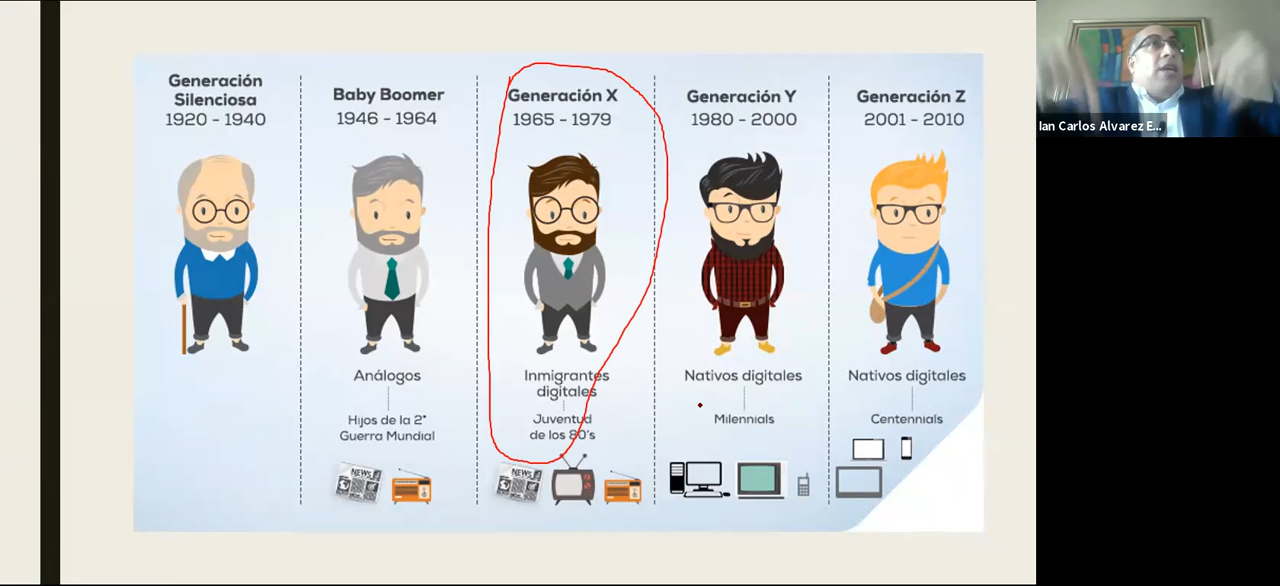 Generación
Silenciosa
1920 - 1940
Baby Boomer
1946 - 1964
Análogos
Hijos de la 2ª
Guerra Mundial
NEWS
Generación X
1965 - 1979
Inmigrantes
digitales
Juventud
de los 80's
NEWS
Generación Y
1980 - 2000
Nativos digitales
Milennials
Generación Z
2001 - 2010
Nativos digitales
Centennials
Ian Carlos Alvarez E...